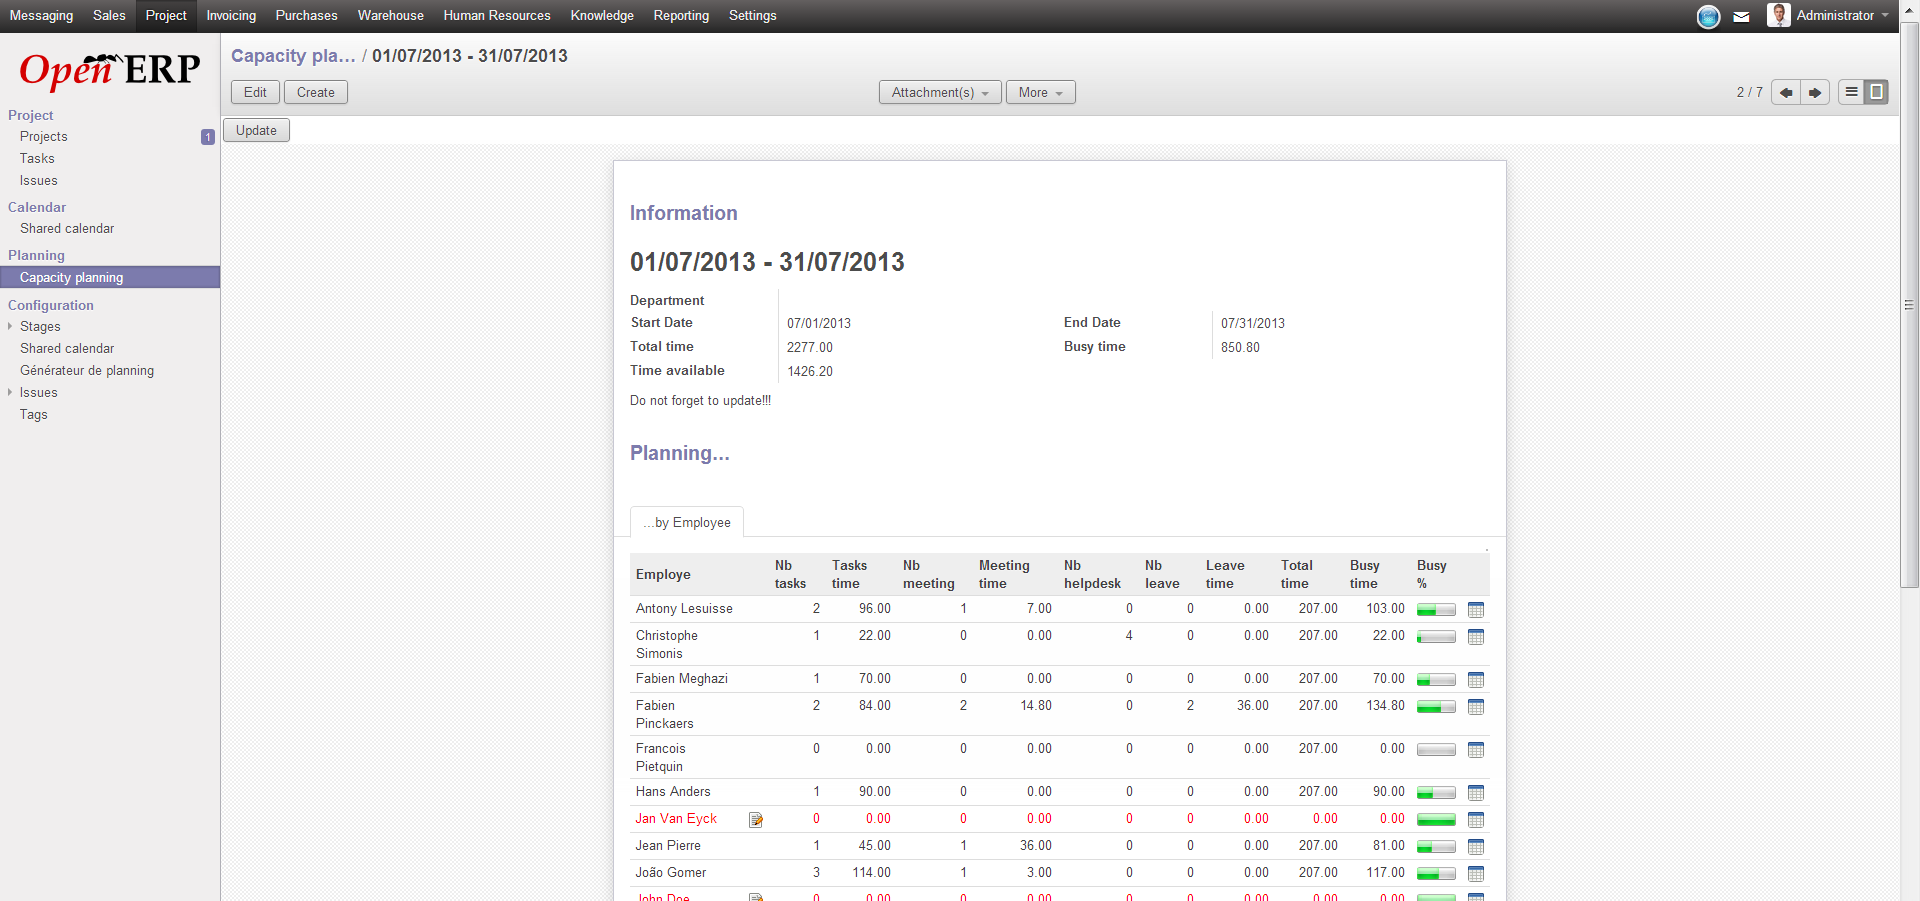 Messaging Sales Project Invoicing Purchases Warehouse Human Resources Knowledge Reporting Settings Administrator
Open ERP
Capacity pla... / 01/07/2013 - 31/07/2013
Edit Create Attachment(s) More 2 / 7
Update
Project
Projects 1
Tasks
Issues
Calendar
Shared calendar
Planning
Capacity planning
Configuration
Stages
Shared calendar
Générateur de planning
Issues
Tags
Information
01/07/2013 - 31/07/2013
Department
Start Date 07/01/2013 End Date 07/31/2013
Total time 2277.00 Busy time 850.80
Time available 1426.20
Do not forget to update!!!
Planning...
...by Employee
Employe Nb tasks Tasks time Nb meeting Meeting time Nb helpdesk Nb leave Leave time Total time Busy time Busy %
Antony Lesuisse 2 96.00 1 7.00 0 0 0.00 207.00 103.00
Christophe Simonis 1 22.00 0 0.00 4 0 0.00 207.00 22.00
Fabien Meghazi 1 70.00 0 0.00 0 0 0.00 207.00 70.00
Fabien Pinckaers 2 84.00 2 14.80 0 2 36.00 207.00 134.80
Francois Pietquin 0 0.00 0 0.00 0 0 0.00 207.00 0.00
Hans Anders 1 90.00 0 0.00 0 0 0.00 207.00 90.00
Jan Van Eyck 0 0.00 0 0.00 0 0 0.00 0.00 0.00
Jean Pierre 1 45.00 1 36.00 0 0 0.00 207.00 81.00
João Gomer 3 114.00 1 3.00 0 0 0.00 207.00 117.00
John Doe 0 0.00 0 0.00 0 0 0.00 0.00 0.00